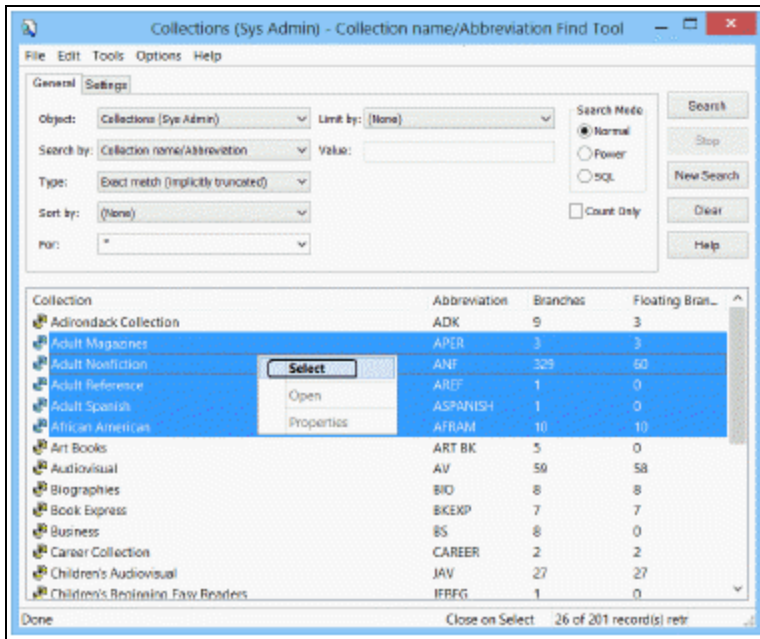 Collections (Sys Admin) - Collection name/Abbreviation Find Tool
File Edit Tools Options Help
General Settings
Object: Collections (Sys Admin) Limit by: (None) Search Mode Search
Search by: Collection name/Abbreviation Value: Normal Stop
Power
Type: Exact match (implicitly truncated) SQL New Search
Sort by: (None) Count Only Clear
For: * Help
Collection Abbreviation Branches Floating Bran...
Adirondack Collection ADK 9 3
Adult Magazines APER 3 3
Adult Nonfiction Select ANF 329 60
Adult Reference AREF 1 0
Open
Adult Spanish ASPANISH 1 0
African American Properties AFRAM 10 10
Art Books ART BK 5 0
Audiovisual AV 59 58
Biographies BIO 8 8
Book Express BKEXP 7 7
Business BS 8 0
Career Collection CAREER 2 2
Children's Audiovisual JAV 27 27
Children's Beginning Easy Readers JEBEG 1 0
Done Close on Select 26 of 201 record(s) retr